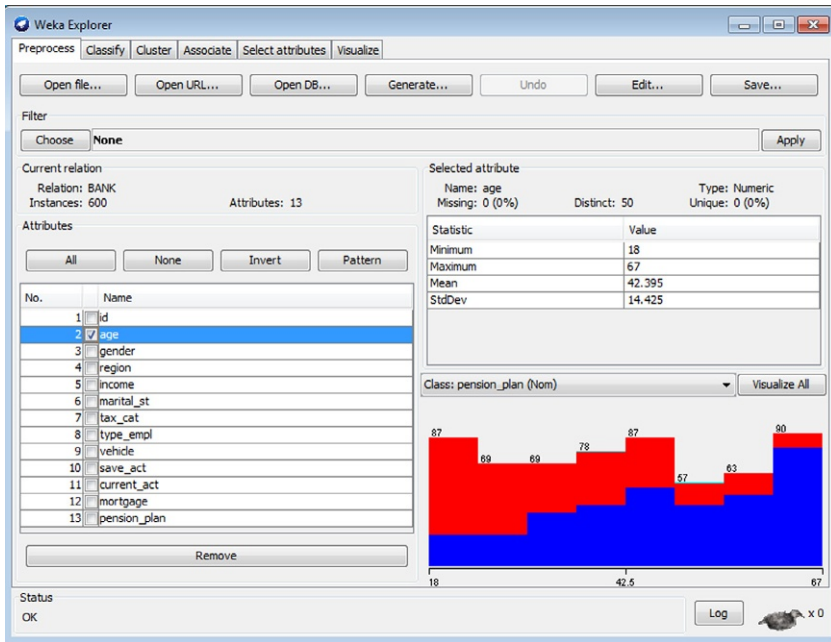 Weka Explorer
Preprocess Classify Cluster Associate Select attributes Visualize
Open file... Open URL... Open DB... Generate... Undo Edit... Save...
Filter
Choose None Apply
Current relation
Relation: BANK
Instances: 600 Attributes: 13
Attributes
All None Invert Pattern
No. Name
1 id
2 age
3 gender
4 region
5 income
6 marital_st
7 tax_cat
8 type_empl
9 vehicle
10 save_act
11 current_act
12 mortgage
13 pension_plan
Remove
Selected attribute
Name: age Type: Numeric
Missing: 0 (0%) Distinct: 50 Unique: 0 (0%)
Statistic Value
Minimum 18
Maximum 67
Mean 42.395
StdDev 14.425
Class: pension_plan (Nom) Visualize All
87 69 69 78 87 57 63 90
18 42.5 67
Status
OK Log x 0